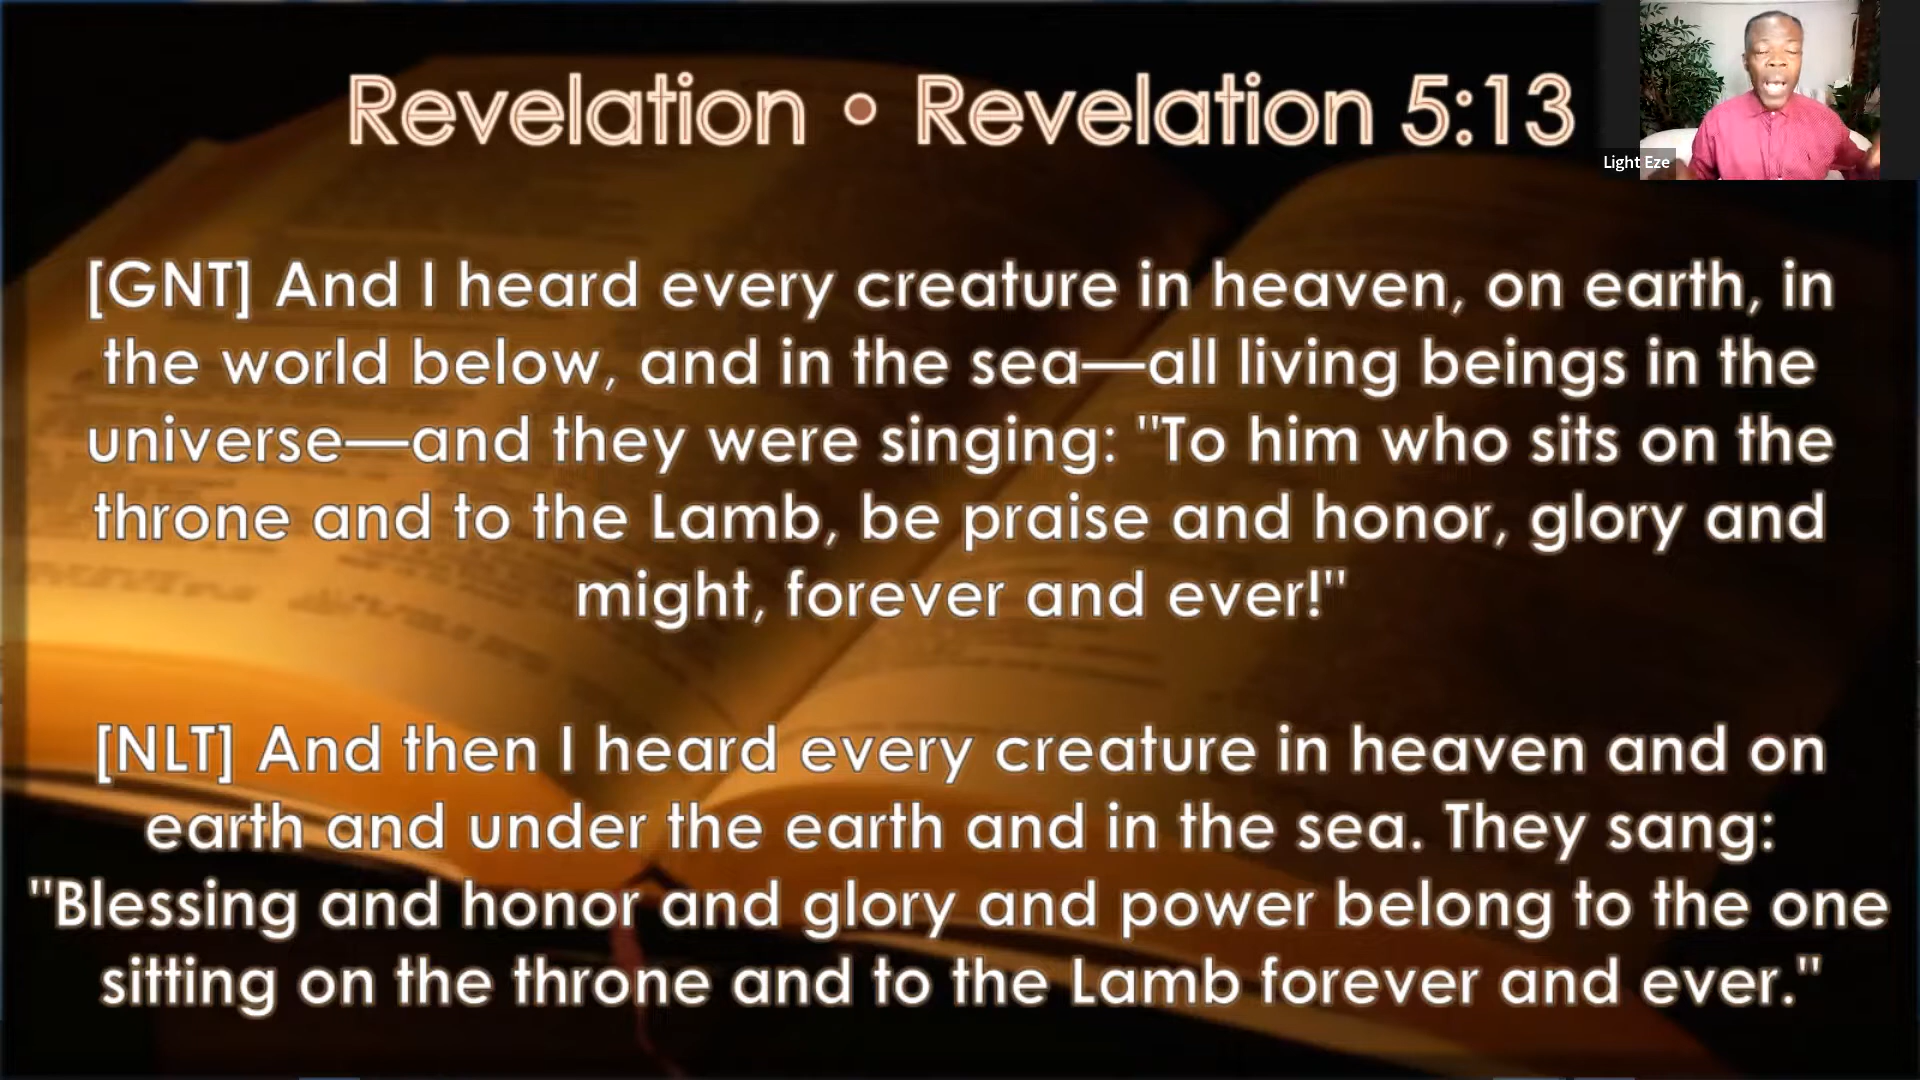 Revelation • Revelation 5:13
Light Eze
[GNT] And I heard every creature in heaven, on earth, in
the world below, and in the sea—all living beings in the
universe—and they were singing: "To him who sits on the
throne and to the Lamb, be praise and honor, glory and
might, forever and ever!"
[NLT] And then I heard every creature in heaven and on
earth and under the earth and in the sea. They sang:
"Blessing and honor and glory and power belong to the one
sitting on the throne and to the Lamb forever and ever."